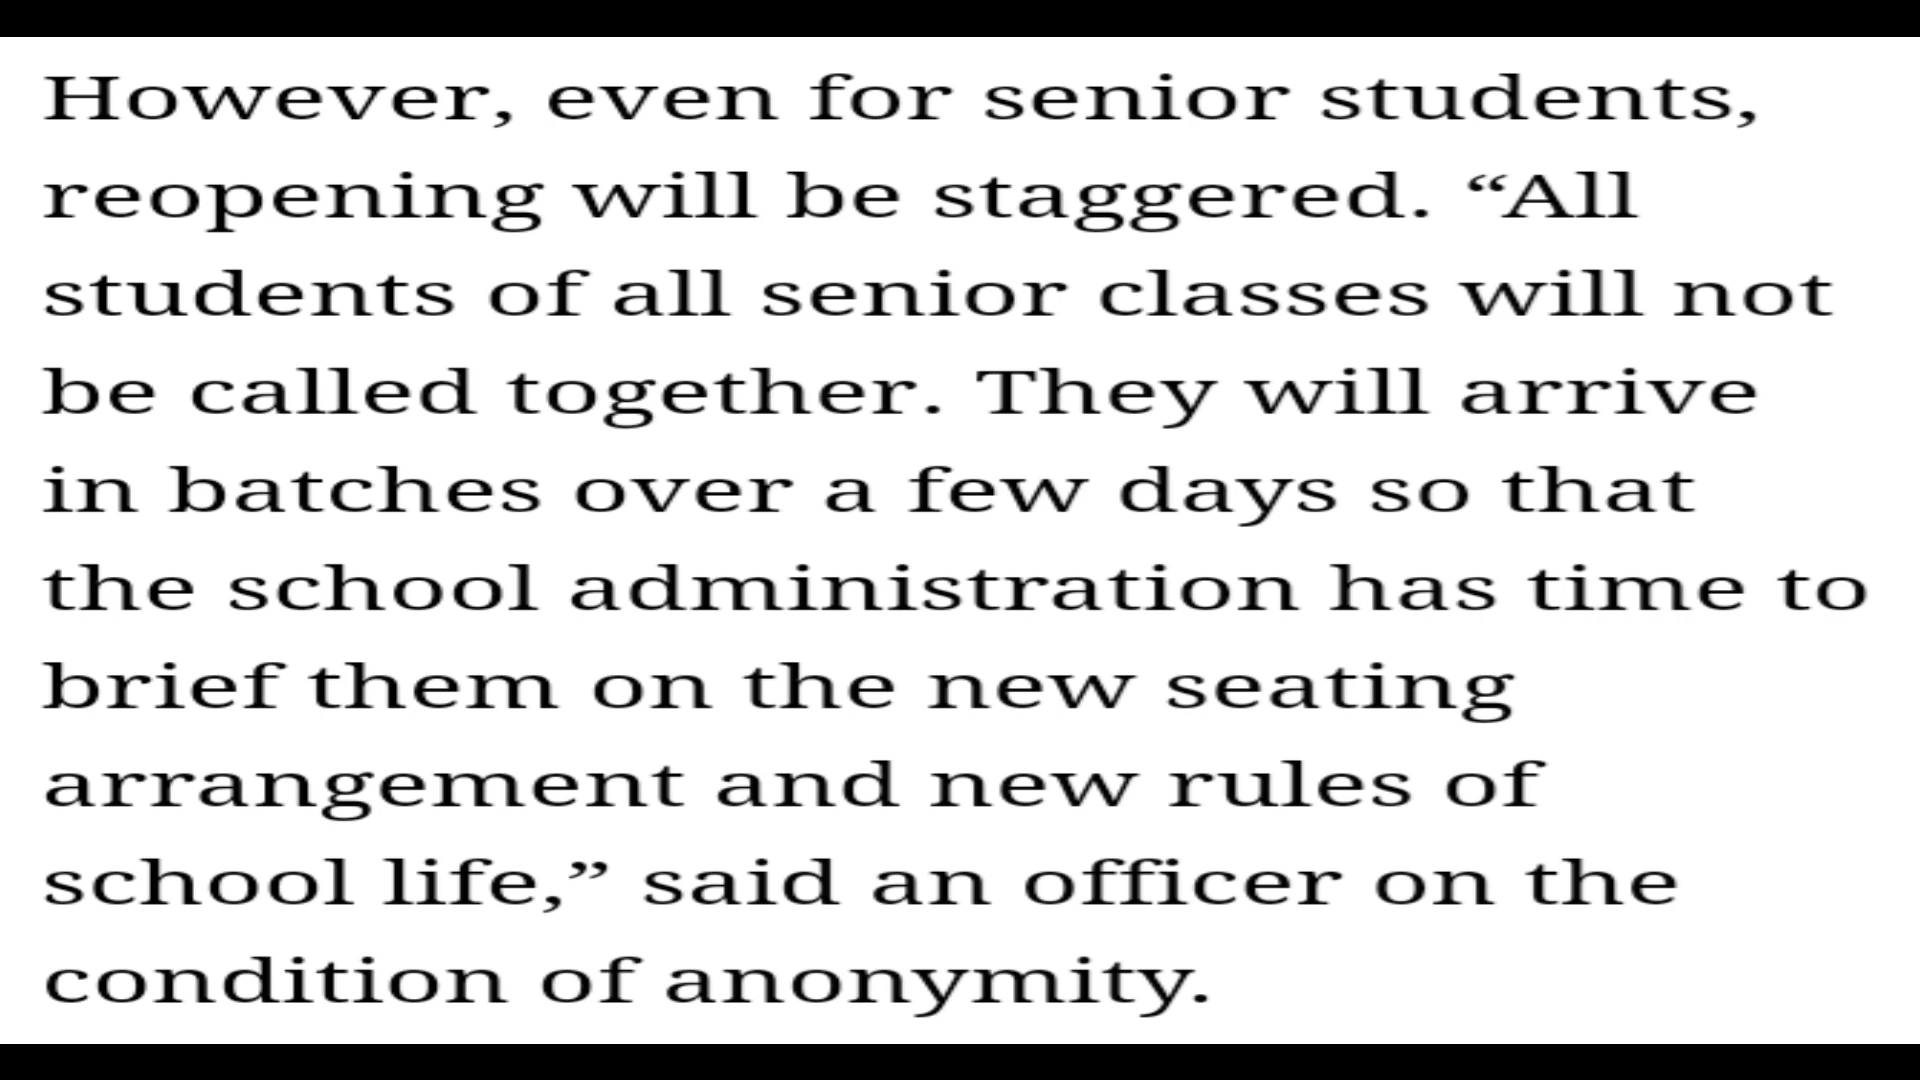 However, even for senior students,
reopening will be staggered. “All
students of all senior classes will not
be called together. They will arrive
in batches over a few days so that
the school administration has time to
brief them on the new seating
arrangement and new rules of
school life,” said an officer on the
condition of anonymity.